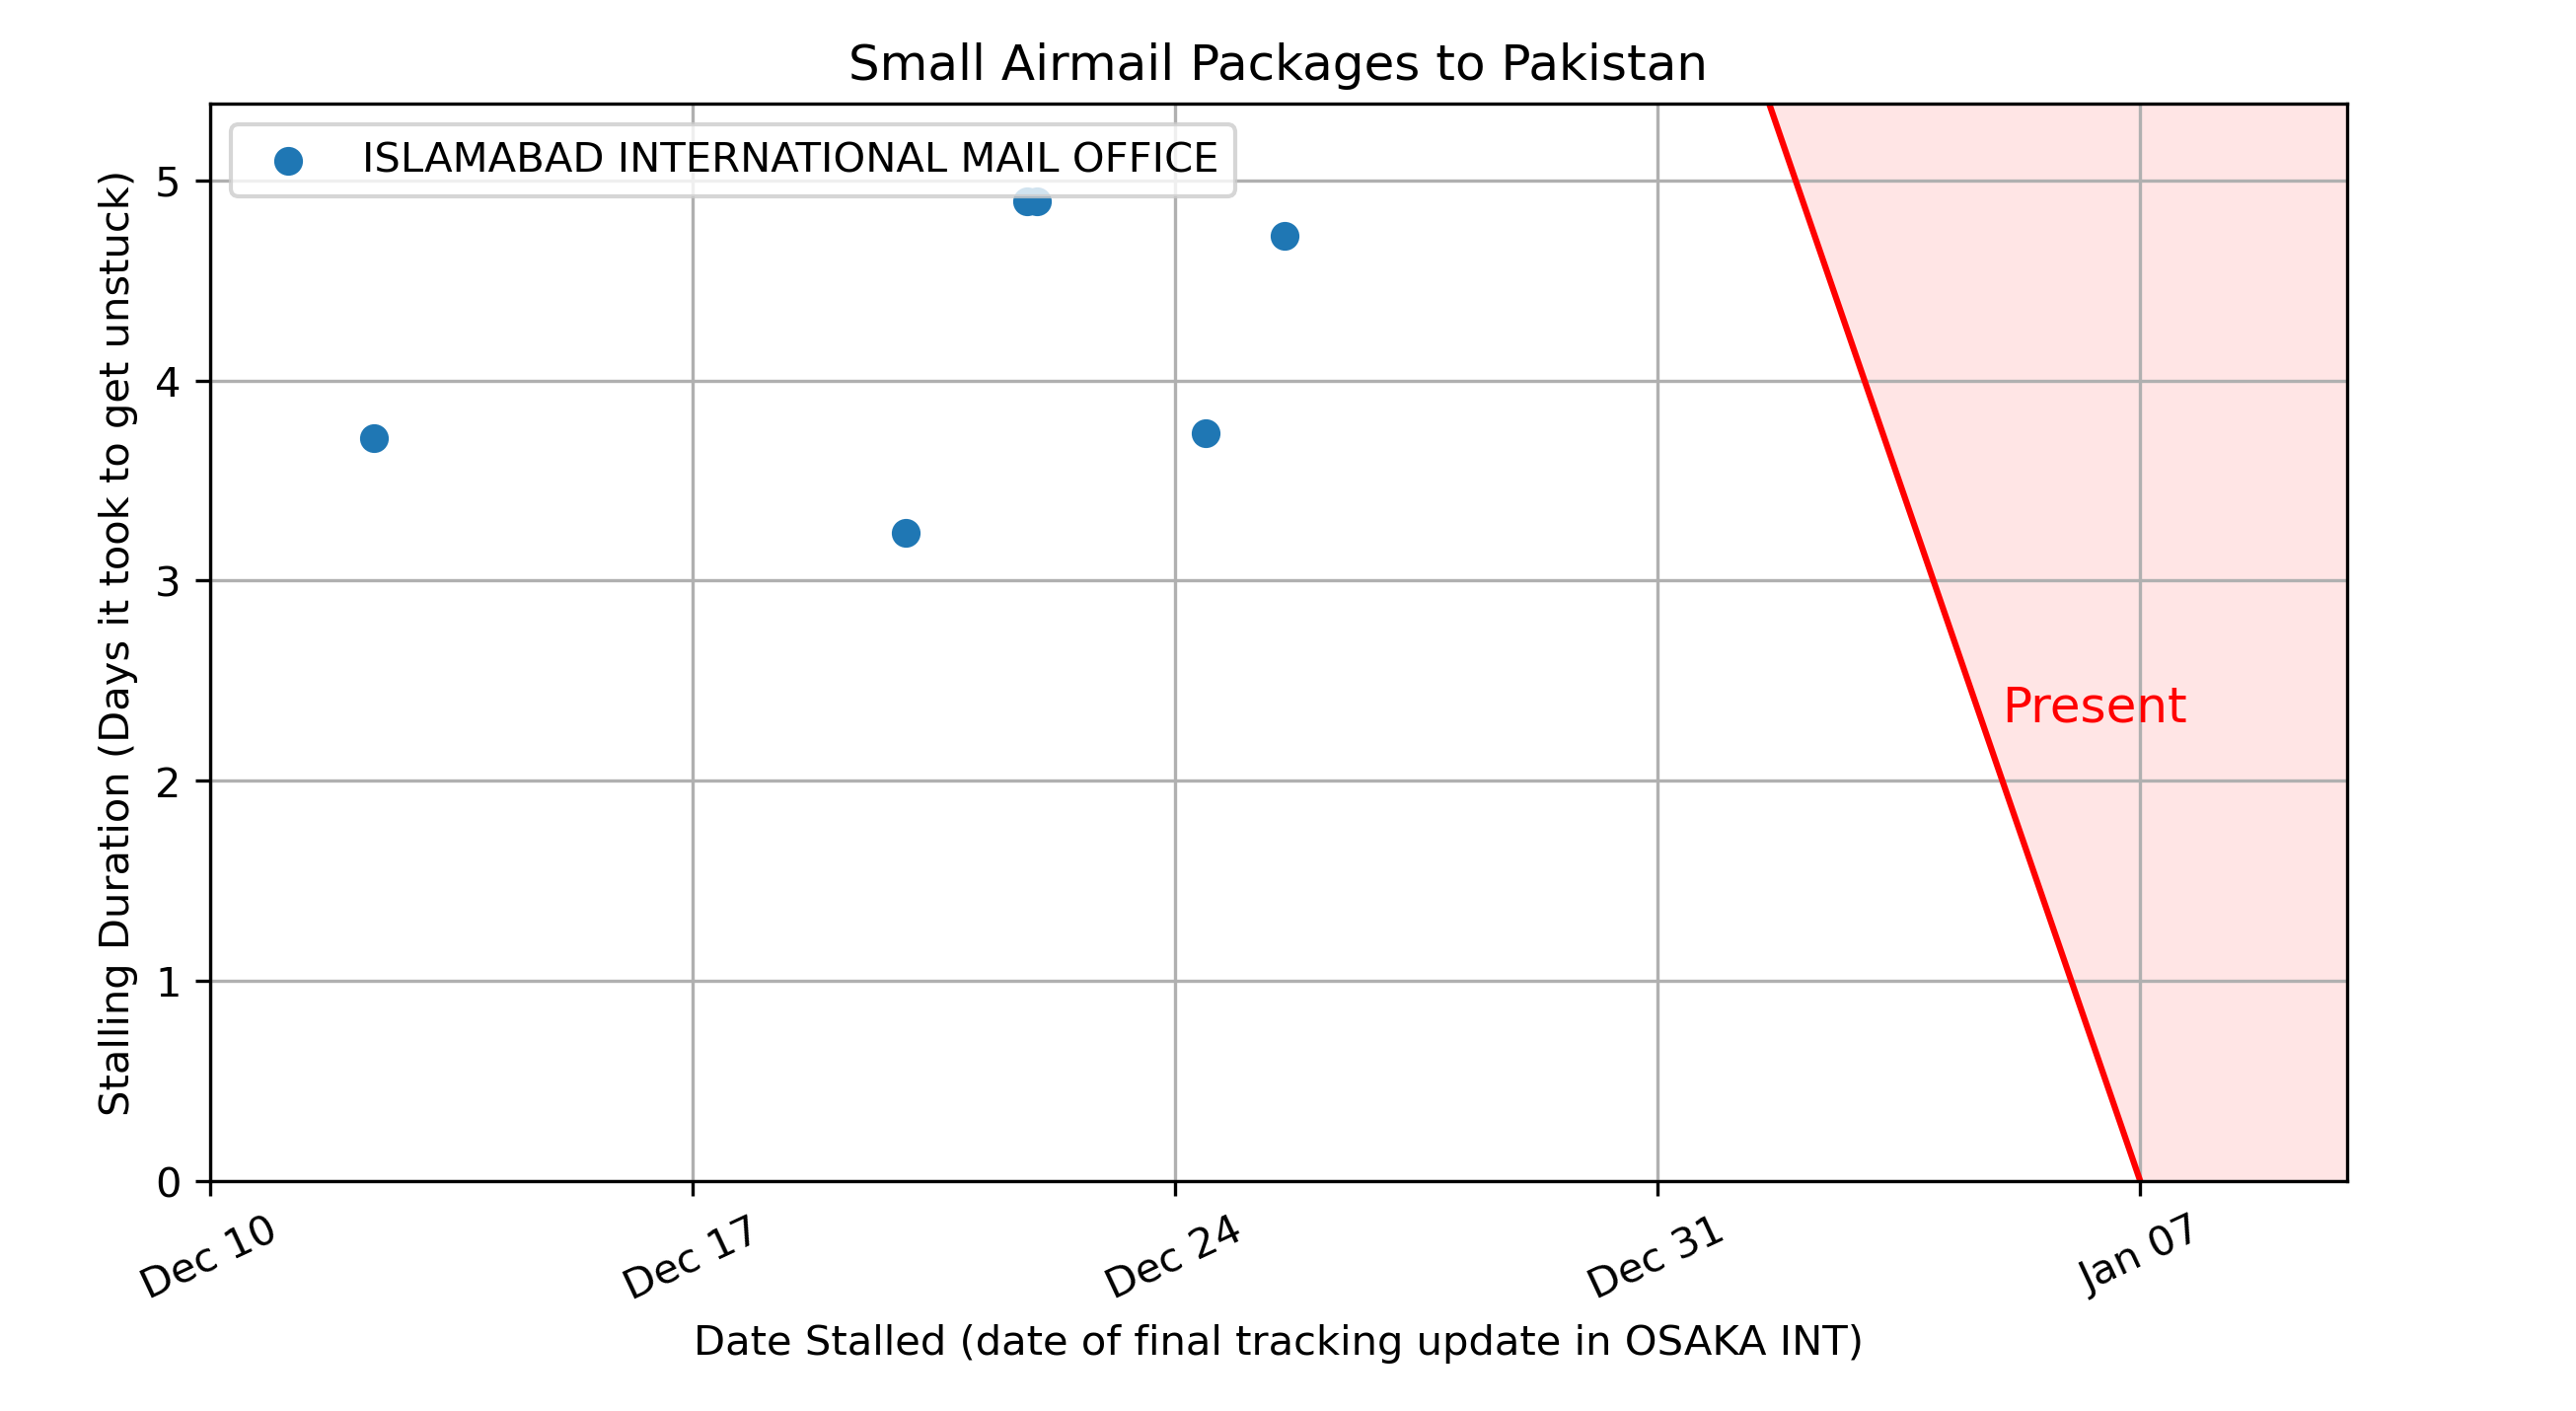 Small Airmail Packages to Pakistan
ISLAMABAD INTERNATIONAL MAIL OFFICE
Stalling Duration (Days it took to get unstuck)
5
4
3
2
1
0
Present
Dec 10
Dec 17
Dec 24
Dec 31
Jan 07
Date Stalled (date of final tracking update in OSAKA INT)